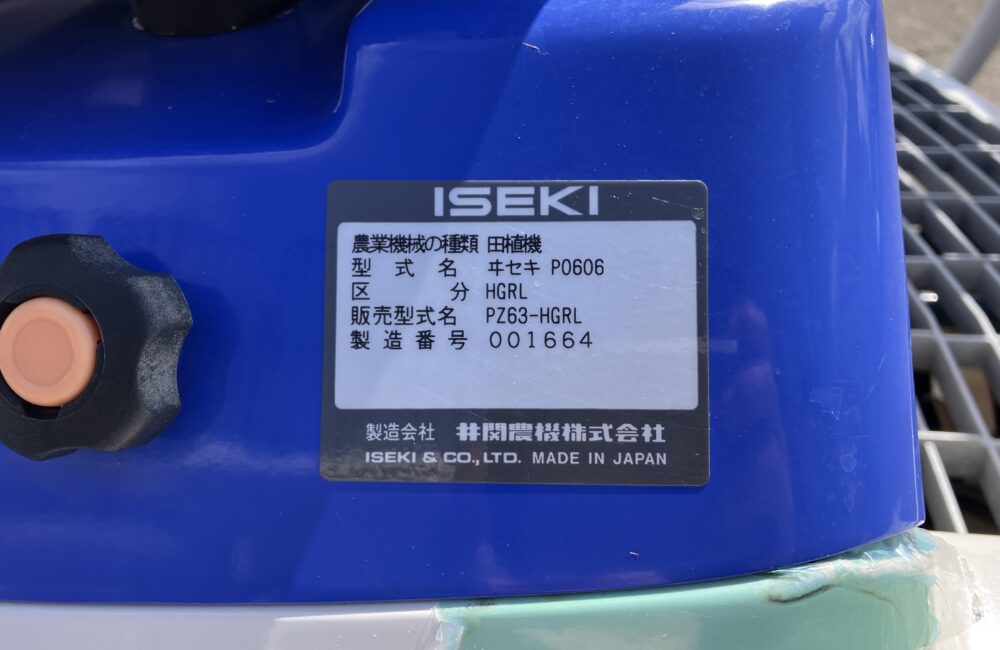 ISEKI
農業機械の種類 田植機
型式名 ヰセキ P0606
区分 HGRL
販売型式名 PZ63-HGRL
製造番号 001664
製造会社 井関農機株式会社
ISEKI & CO., LTD. MADE IN JAPAN